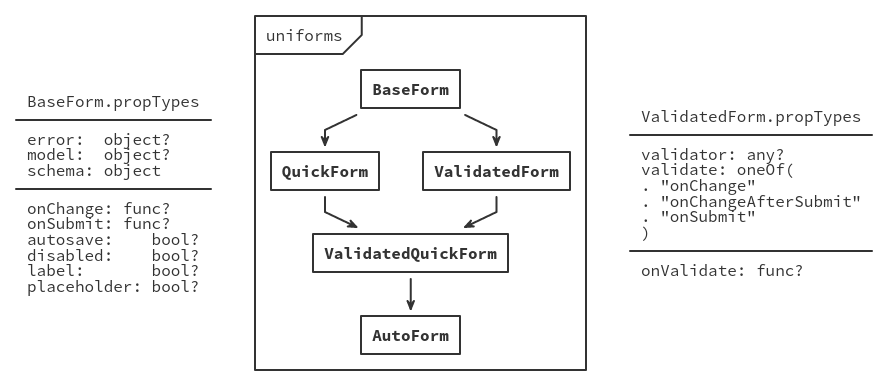 uniforms
BaseForm
QuickForm
ValidatedForm
ValidatedQuickForm
AutoForm
BaseForm.propTypes
error:  object?
model:  object?
schema: object
onChange: func?
onSubmit: func?
autosave:    bool?
disabled:    bool?
label:       bool?
placeholder: bool?
ValidatedForm.propTypes
validator: any?
validate: oneOf(
. "onChange"
. "onChangeAfterSubmit"
. "onSubmit"
)
onValidate: func?